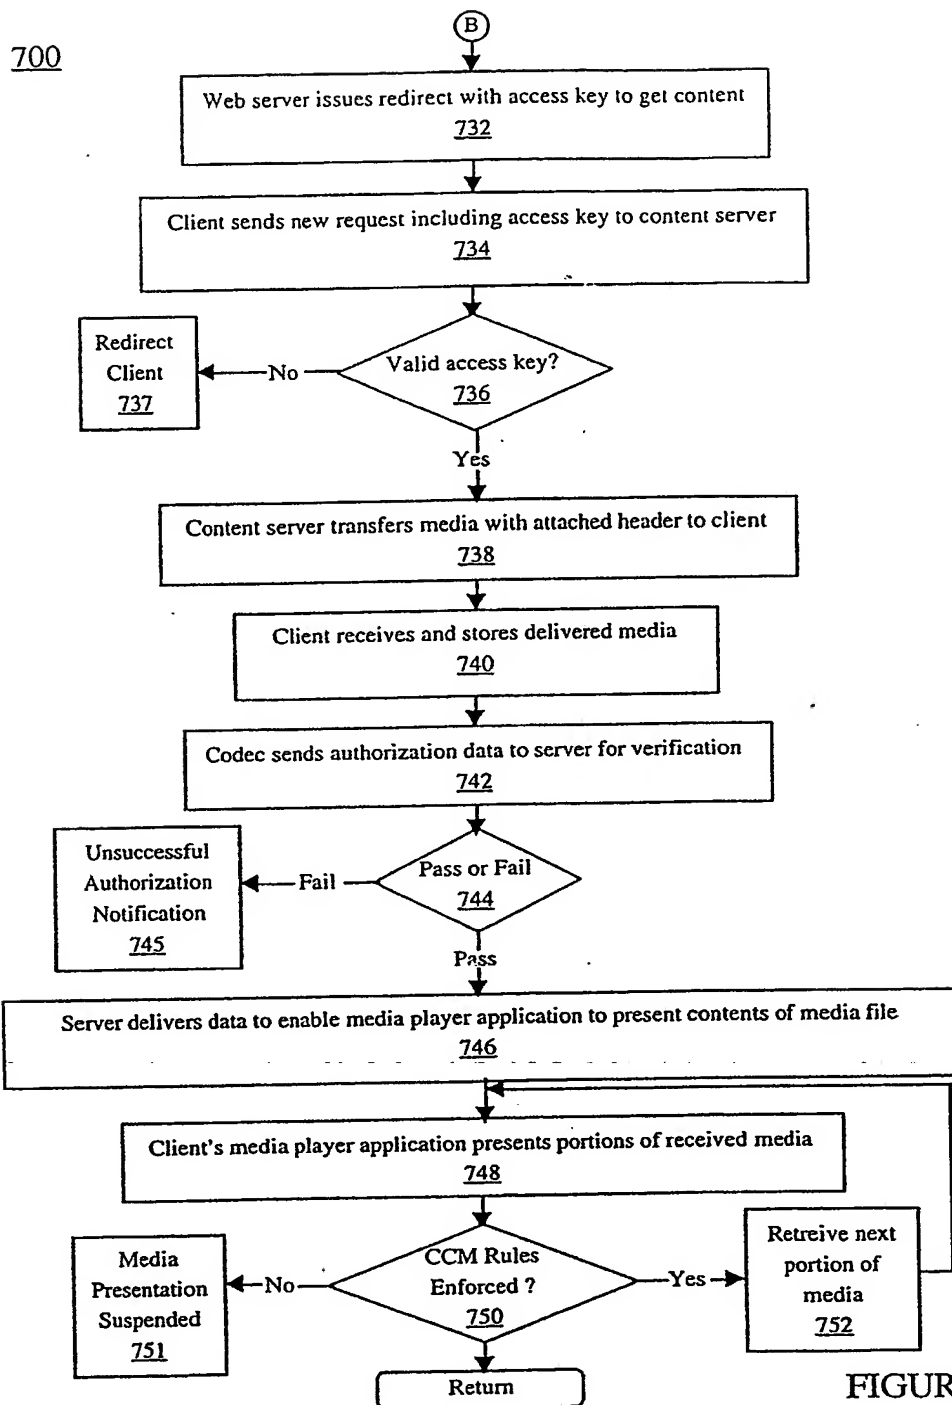 B
700
Web server issues redirect with access key to get content
732
Client sends new request including access key to content server
734
Redirect
Client
737
No
Valid access key?
736
Yes
Content server transfers media with attached header to client
738
Client receives and stores delivered media
740
Codec sends authorization data to server for verification
742
Unsuccessful
Authorization
Notification
745
Fail
Pass or Fail
744
Pass
Server delivers data to enable media player application to present contents of media file
746
Client's media player application presents portions of received media
748
Media
Presentation
Suspended
751
No
CCM Rules
Enforced ?
750
Yes
Retreive next
portion of
media
752
Return
FIGUR